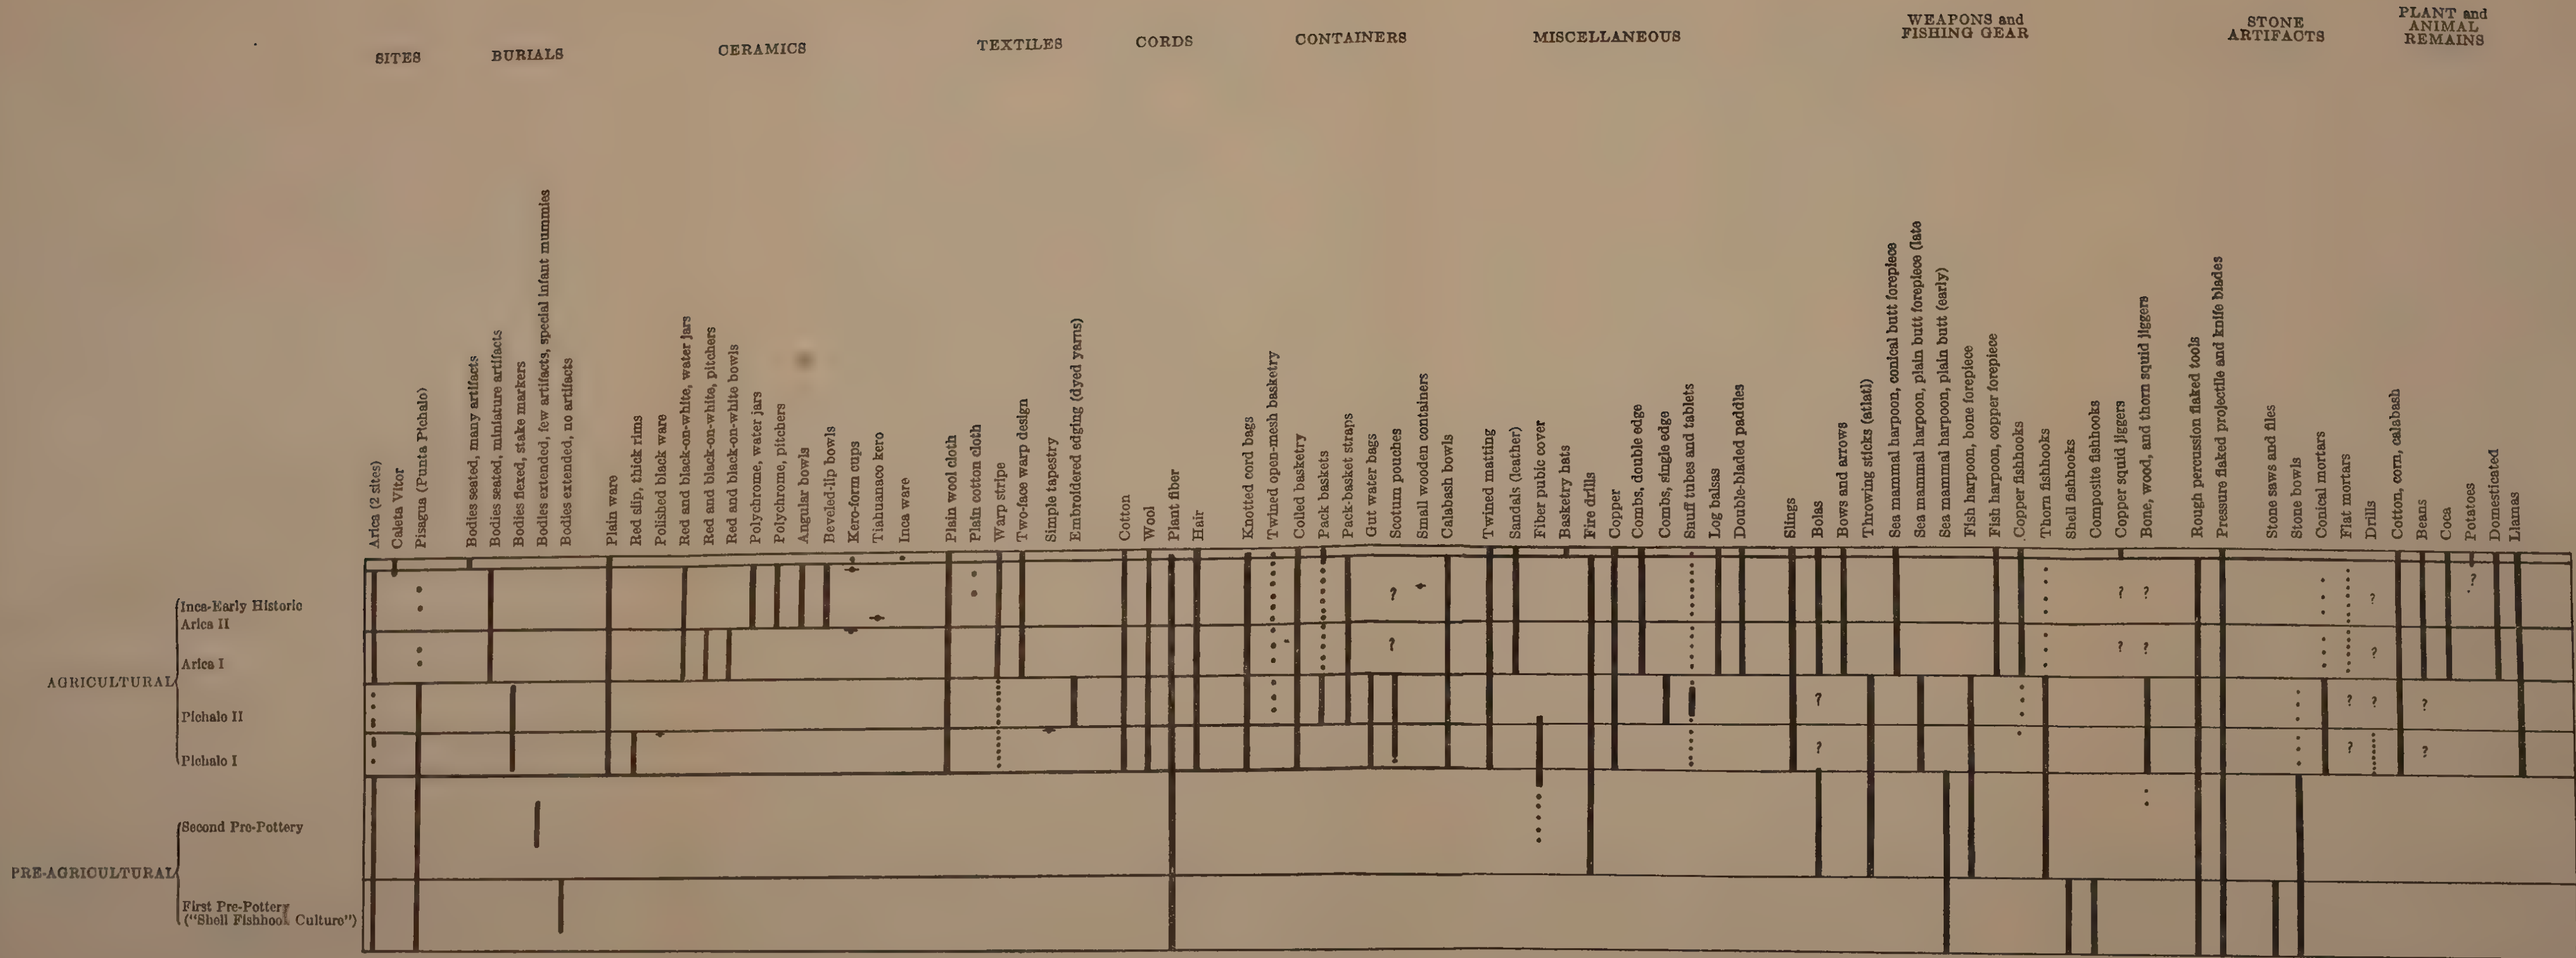 SITES
BURIALS
CERAMICS
TEXTILES
CORDS
CONTAINERS
MISCELLANEOUS
WEAPONS and
FISHING GEAR
STONE
ARTIFACTS
PLANT and
ANIMAL
REMAINS
Arica (2 sites)
Caleta Vitor
Pisagua (Punta Pichalo)
Bodies seated, many artifacts
Bodies seated, miniature artifacts
Bodies flexed, stake markers
Bodies extended, few artifacts, special infant mummies
Bodies extended, no artifacts
Plain ware
Red slip, thick rims
Polished black ware
Red and black-on-white, water jars
Red and black-on-white, pitchers
Red and black-on-white bowls
Polychrome, water jars
Polychrome, pitchers
Angular bowls
Beveled-lip bowls
Kero-form cups
Tiahuanaco kero
Inca ware
Plain wool cloth
Plain cotton cloth
Warp stripe
Two-face warp design
Simple tapestry
Embroidered edging (dyed yarns)
Cotton
Wool
Plant fiber
Hair
Knotted cord bags
Twined open-mesh basketry
Coiled basketry
Pack baskets
Pack-basket straps
Gut water bags
Scotum pouches
Small wooden containers
Calabash bowls
Twined matting
Sandals (leather)
Fiber pubic cover
Basketry hats
Fire drills
Copper
Combs, double edge
Combs, single edge
Snuff tubes and tablets
Log balsas
Double-bladed paddles
Slings
Bolas
Bows and arrows
Throwing sticks (atlatl)
Sea mammal harpoon, conical butt forepiece
Sea mammal harpoon, plain butt forepiece (late
Sea mammal harpoon, plain butt (early)
Fish harpoon, bone forepiece
Fish harpoon, copper forepiece
Copper fishhooks
Thorn fishhooks
Shell fishhooks
Composite fishhooks
Copper squid jiggers
Bone, wood, and thorn squid jiggers
Rough percussion flaked tools
Pressure flaked projectile and knife blades
Stone saws and files
Stone bowls
Conical mortars
Flat mortars
Drills
Cotton, corn, calabash
Beans
Coca
Potatoes
Domesticated
Llamas
AGRICULTURAL
Inca-Early Historic
Arica II
? ? ? ? ?
Arica I
? ? ? ?
Pichalo II
? ? ? ?
Pichalo I
? ? ?
PRE-AGRICULTURAL
Second Pre-Pottery
First Pre-Pottery
("Shell Fishhook Culture")